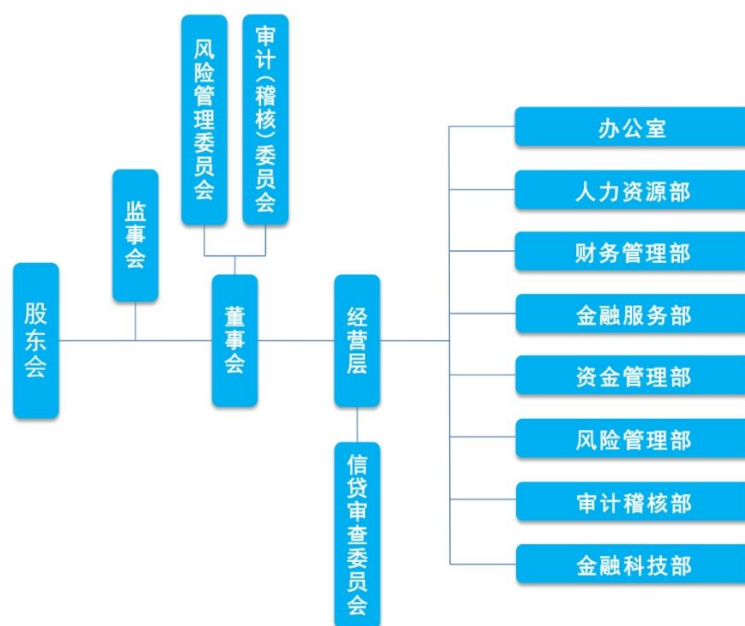 股东会
监事会
风险管理委员会
审计(稽核)委员会
董事会
经营层
信贷审查委员会
办公室
人力资源部
财务管理部
金融服务部
资金管理部
风险管理部
审计稽核部
金融科技部